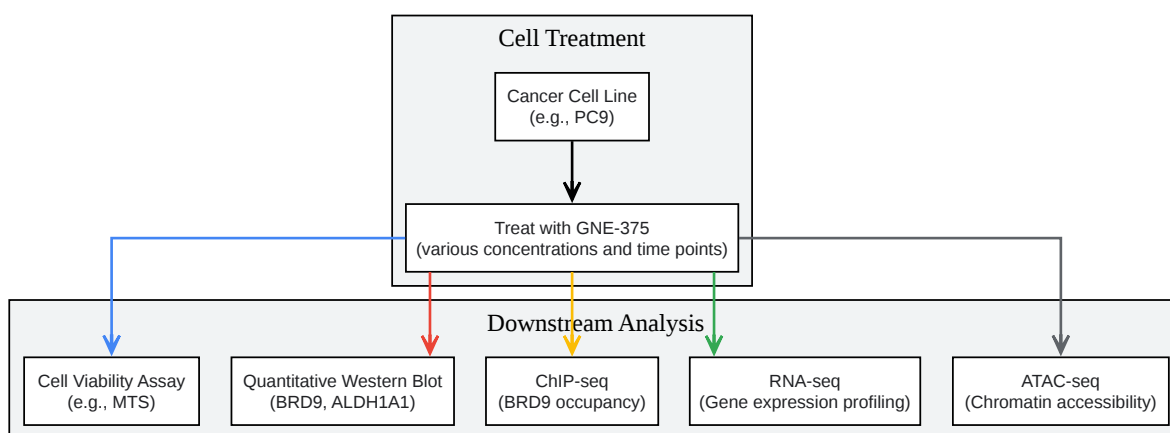 Cell Treatment
Cancer Cell Line
(e.g., PC9)
Treat with GNE-375
(various concentrations and time points)
Downstream Analysis
Cell Viability Assay
(e.g., MTS)
Quantitative Western Blot
(BRD9, ALDH1A1)
ChIP-seq
(BRD9 occupancy)
RNA-seq
(Gene expression profiling)
ATAC-seq
(Chromatin accessibility)